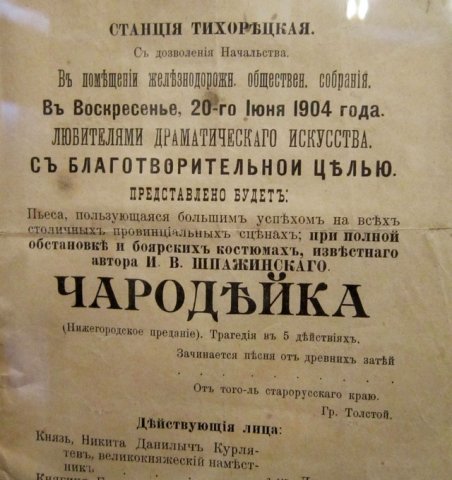 СТАНЦІЯ ТИХОРѢЦКАЯ.
Съ дозволенія Начальства.
Въ помѣщеніи желѣзнодорожн. обществен. собранія.
Въ Воскресенье, 20-го Іюня 1904 года.
ЛЮБИТЕЛЯМИ ДРАМАТИЧЕСКАГО ИСКУССТВА.
СЪ БЛАГОТВОРИТЕЛЬНОИ ЦѢЛЬЮ.
ПРЕДСТАВЛЕНО БУДЕТЪ:
Пьеса, пользующаяся большимъ успѣхомъ на всѣхъ
столичныхъ провинціальныхъ сценахъ; при полной
обстановкѣ и боярскихъ костюмахъ, извѣстнаго
автора И. В. ШПАЖИНСКАГО.
ЧАРОДѢЙКА
(Нижегородское преданіе). Трагедія въ 5 дѣйствіяхъ.
Зачинается пѣсня отъ древнихъ затѣй
. . . . . . . . . .
Отъ того-ль старорусскаго краю.
Гр. Толстой.
Дѣйствующія лица:
Князь, Никита Данилычъ Курля-
тевъ, великокняжескій намѣст-
никъ
Княгиня